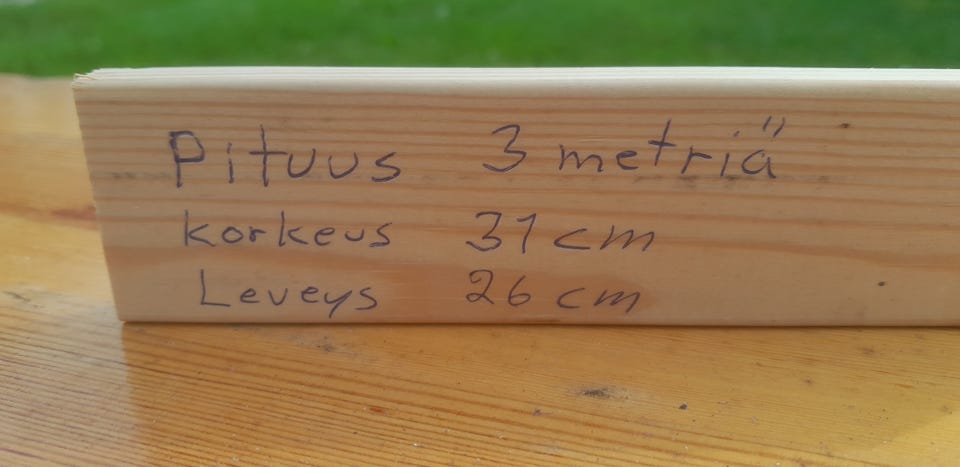 Pituus 3 metriä
korkeus 31 cm
Leveys 26 cm